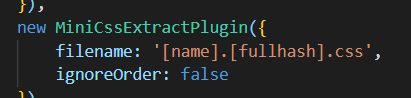 }),
new MiniCssExtractPlugin({
filename: '[name].[fullhash].css',
ignoreOrder: false
})